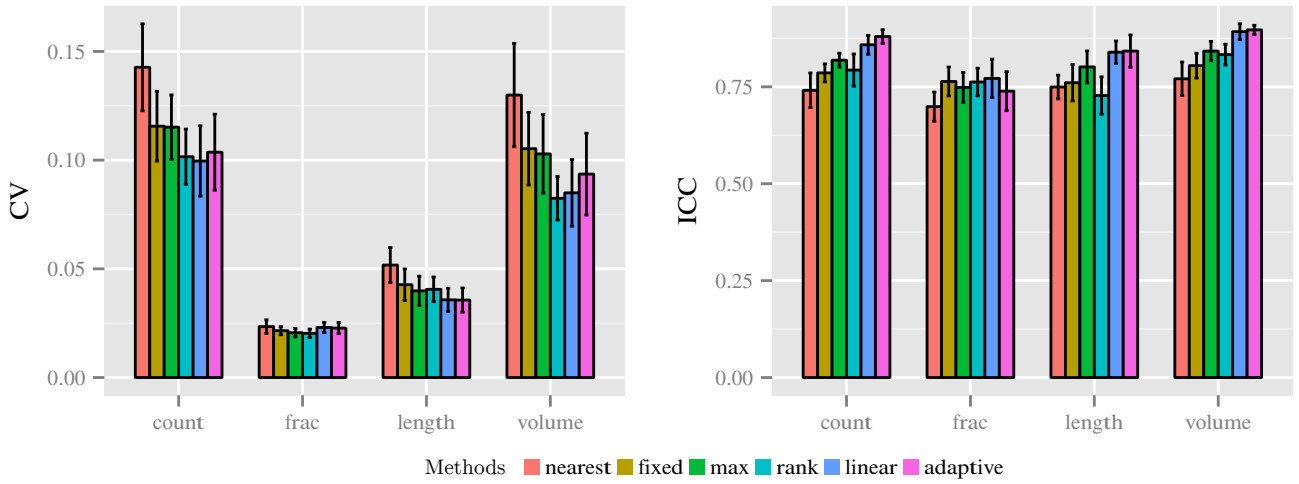 CV
0.15
0.10
0.05
0.00
count frac length volume
ICC
0.75
0.50
0.25
0.00
count frac length volume
Methods nearest fixed max rank linear adaptive